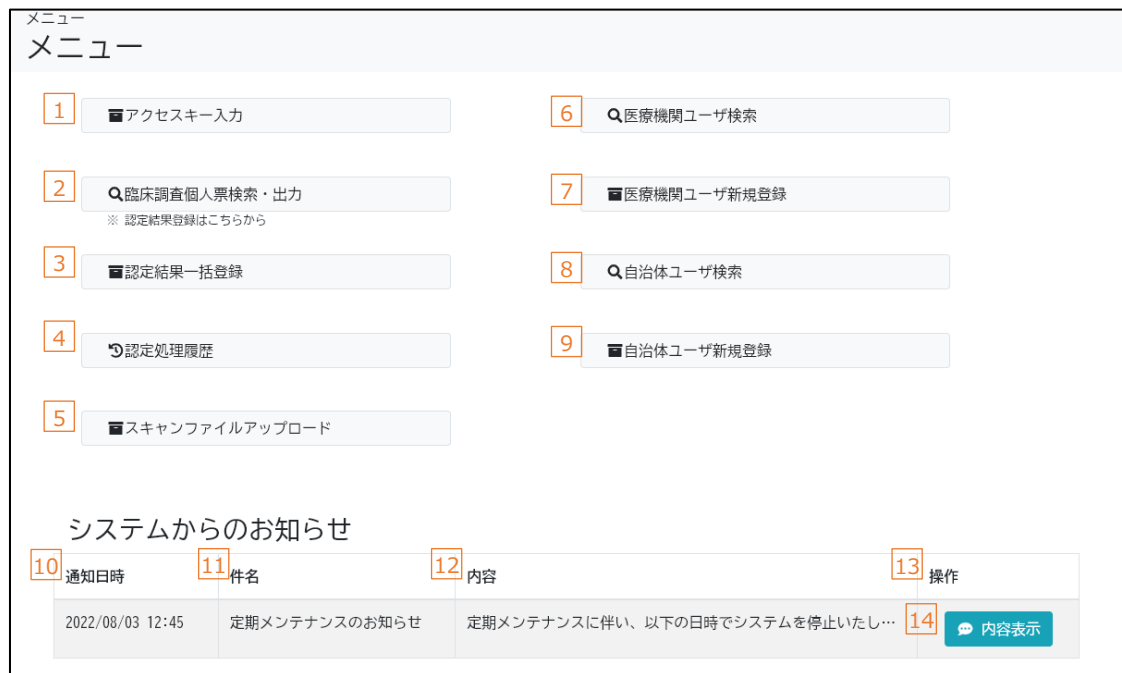 メニュー
メニュー
1 アクセスキー入力
6 医療機関ユーザ検索
2 臨床調査個人票検索・出力
※ 認定結果登録はこちらから
7 医療機関ユーザ新規登録
3 認定結果一括登録
8 自治体ユーザ検索
4 認定処理履歴
9 自治体ユーザ新規登録
5 スキャンファイルアップロード
システムからのお知らせ
10 通知日時 11 件名 12 内容 13 操作
2022/08/03 12:45 定期メンテナンスのお知らせ 定期メンテナンスに伴い、以下の日時でシステムを停止いたし… 14 内容表示